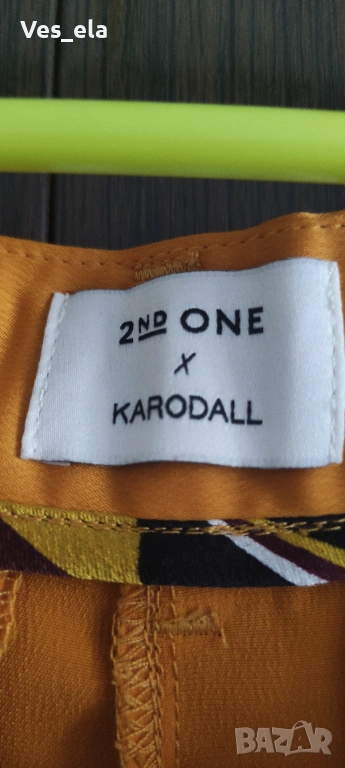 Ves_ela
2ND ONE
X
KARODALL
BAZAR